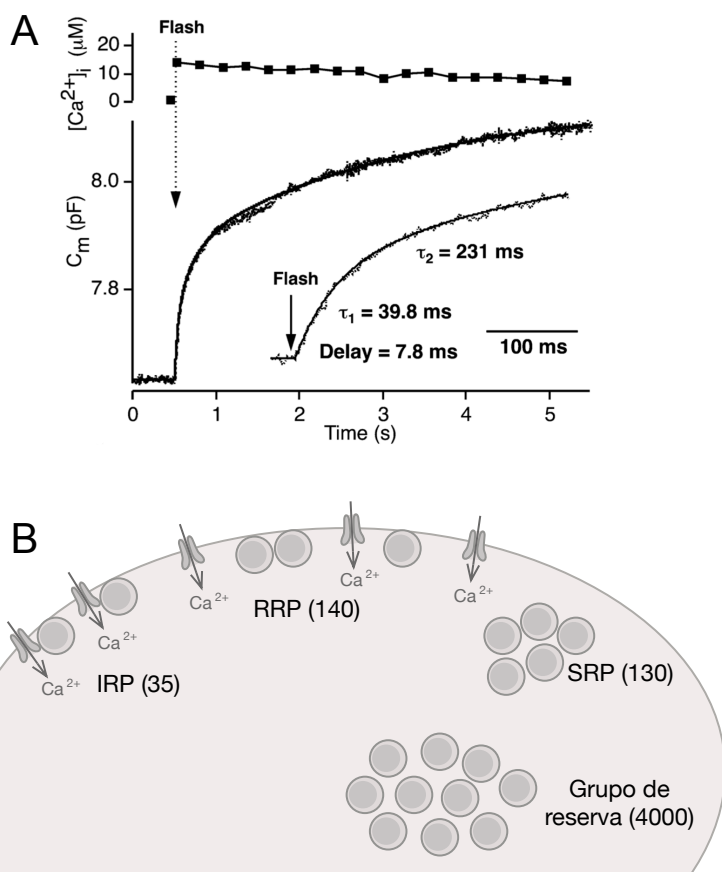 A
Flash
[Ca²⁺]ᵢ (μM)
20
10
0
Cₘ (pF)
8.0
7.8
Flash
τ₂ = 231 ms
τ₁ = 39.8 ms
Delay = 7.8 ms
100 ms
0 1 2 3 4 5
Time (s)
B
Ca²⁺
Ca²⁺
RRP (140)
Ca²⁺
Ca²⁺
Ca²⁺
IRP (35)
SRP (130)
Grupo de
reserva (4000)